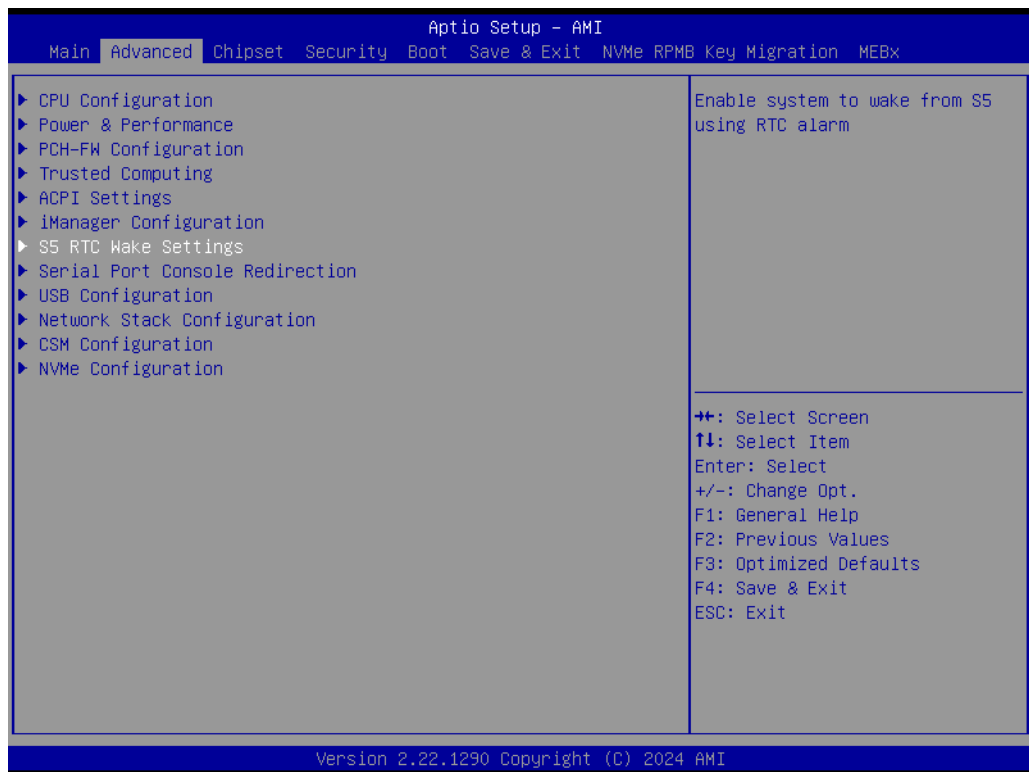 Aptio Setup – AMI
Main Advanced Chipset Security Boot Save & Exit NVMe RPMB Key Migration MEBx
▶ CPU Configuration
▶ Power & Performance
▶ PCH-FW Configuration
▶ Trusted Computing
▶ ACPI Settings
▶ iManager Configuration
▶ S5 RTC Wake Settings
▶ Serial Port Console Redirection
▶ USB Configuration
▶ Network Stack Configuration
▶ CSM Configuration
▶ NVMe Configuration
Enable system to wake from S5
using RTC alarm
→←: Select Screen
↑↓: Select Item
Enter: Select
+/-: Change Opt.
F1: General Help
F2: Previous Values
F3: Optimized Defaults
F4: Save & Exit
ESC: Exit
Version 2.22.1290 Copyright (C) 2024 AMI